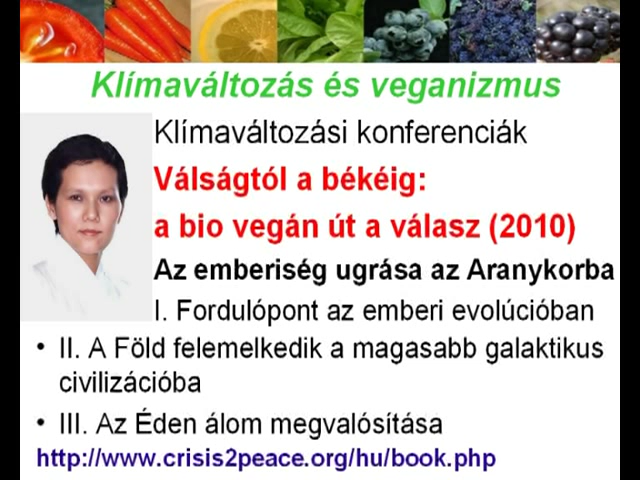 Klímaváltozás és veganizmus
Klímaváltozási konferenciák
Válságtól a békéig:
a bio vegán út a válasz (2010)
Az emberiség ugrása az Aranykorba
I. Fordulópont az emberi evolúcióban
• II. A Föld felemelkedik a magasabb galaktikus
civilizációba
• III. Az Éden álom megvalósítása
http://www.crisis2peace.org/hu/book.php